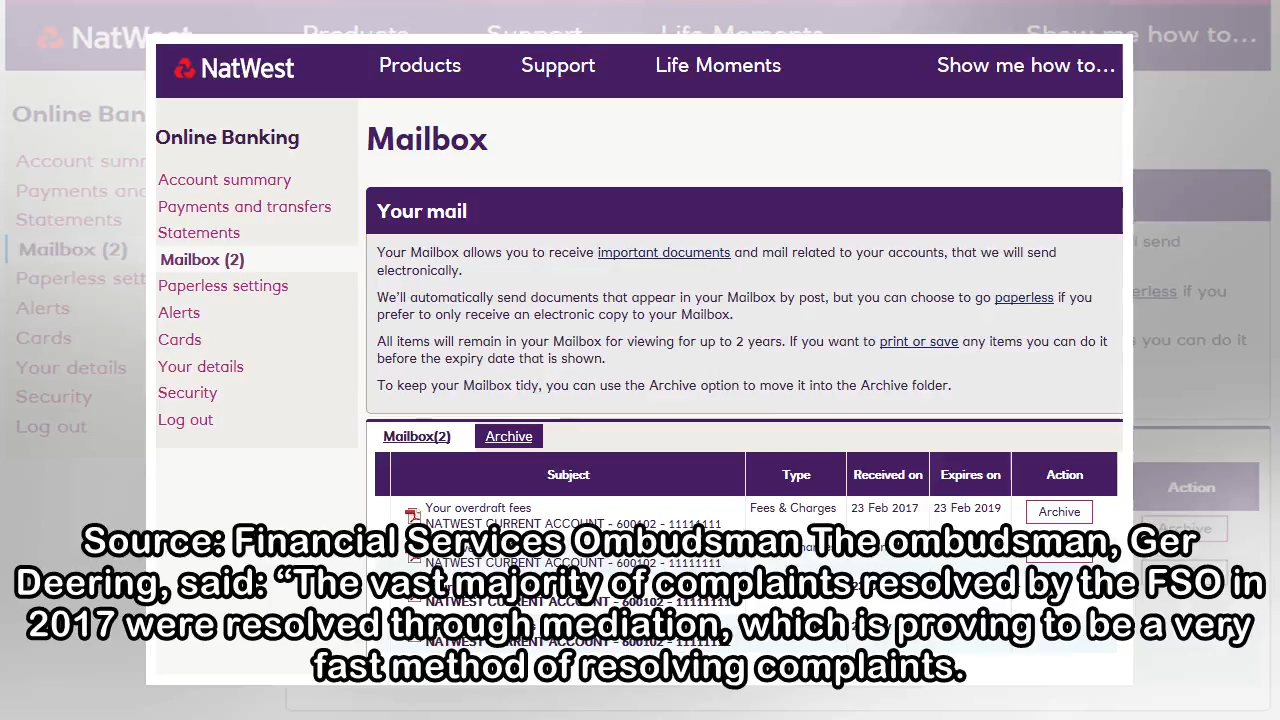 NatWest
Products
Support
Life Moments
Show me how to...
Online Banking
Account summary
Payments and transfers
Statements
Mailbox (2)
Paperless settings
Alerts
Cards
Your details
Security
Log out
Mailbox
Your mail
Your Mailbox allows you to receive important documents and mail related to your accounts, that we will send
electronically.
We'll automatically send documents that appear in your Mailbox by post, but you can choose to go paperless if you
prefer to only receive an electronic copy to your Mailbox.
All items will remain in your Mailbox for viewing for up to 2 years. If you want to print or save any items you can do it
before the expiry date that is shown.
To keep your Mailbox tidy, you can use the Archive option to move it into the Archive folder.
Mailbox(2) Archive
Subject Type Received on Expires on Action
Your overdraft fees Fees & Charges 23 Feb 2017 23 Feb 2019 Archive
NATWEST CURRENT ACCOUNT - 600102 - 11111111
Source: Financial Services Ombudsman The ombudsman, Ger
Deering, said: “The vast majority of complaints resolved by the FSO in
2017 were resolved through mediation, which is proving to be a very
fast method of resolving complaints.